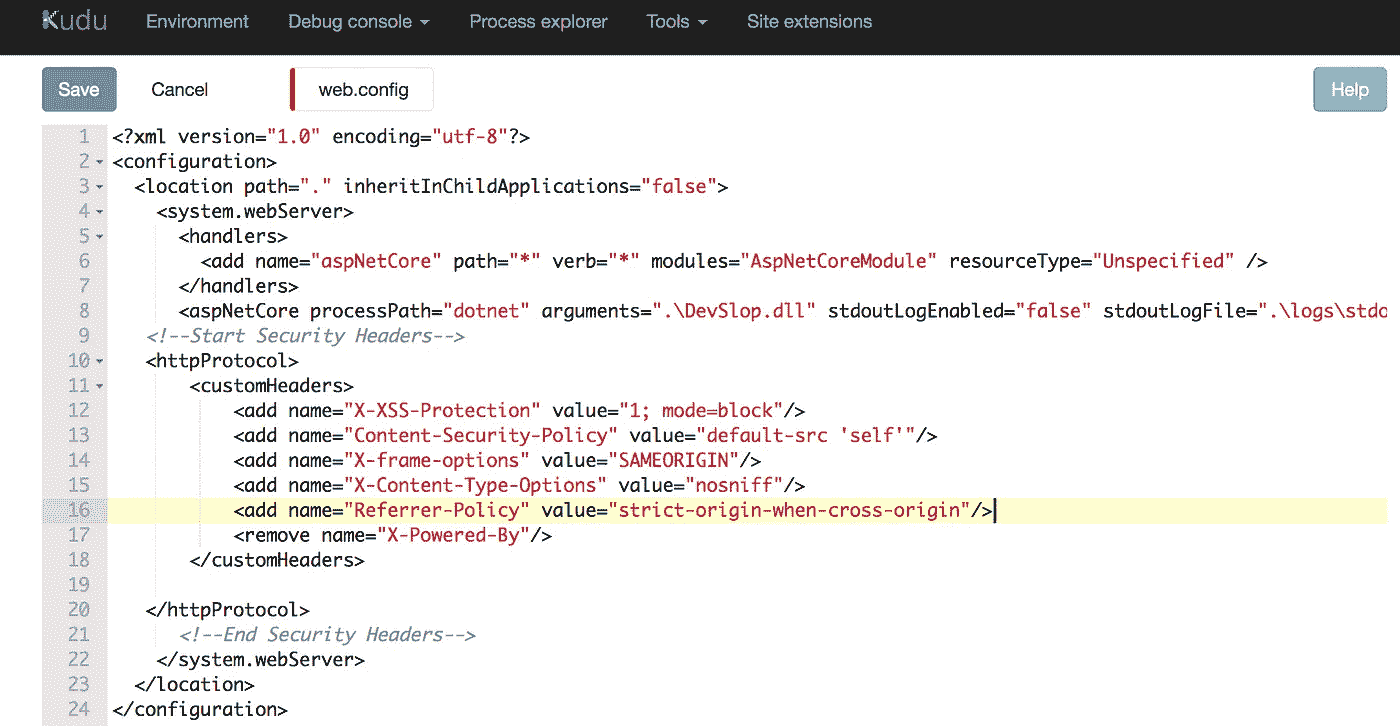 Kudu Environment Debug console Process explorer Tools Site extensions
Save Cancel web.config Help
1 <?xml version="1.0" encoding="utf-8"?>
2 <configuration>
3 <location path="." inheritInChildApplications="false">
4 <system.webServer>
5 <handlers>
6 <add name="aspNetCore" path="*" verb="*" modules="AspNetCoreModule" resourceType="Unspecified" />
7 </handlers>
8 <aspNetCore processPath="dotnet" arguments=".\DevSlop.dll" stdoutLogEnabled="false" stdoutLogFile=".\logs\stdo
9 <!--Start Security Headers-->
10 <httpProtocol>
11 <customHeaders>
12 <add name="X-XSS-Protection" value="1; mode=block"/>
13 <add name="Content-Security-Policy" value="default-src 'self'"/>
14 <add name="X-frame-options" value="SAMEORIGIN"/>
15 <add name="X-Content-Type-Options" value="nosniff"/>
16 <add name="Referrer-Policy" value="strict-origin-when-cross-origin"/>
17 <remove name="X-Powered-By"/>
18 </customHeaders>
19
20 </httpProtocol>
21 <!--End Security Headers-->
22 </system.webServer>
23 </location>
24 </configuration>